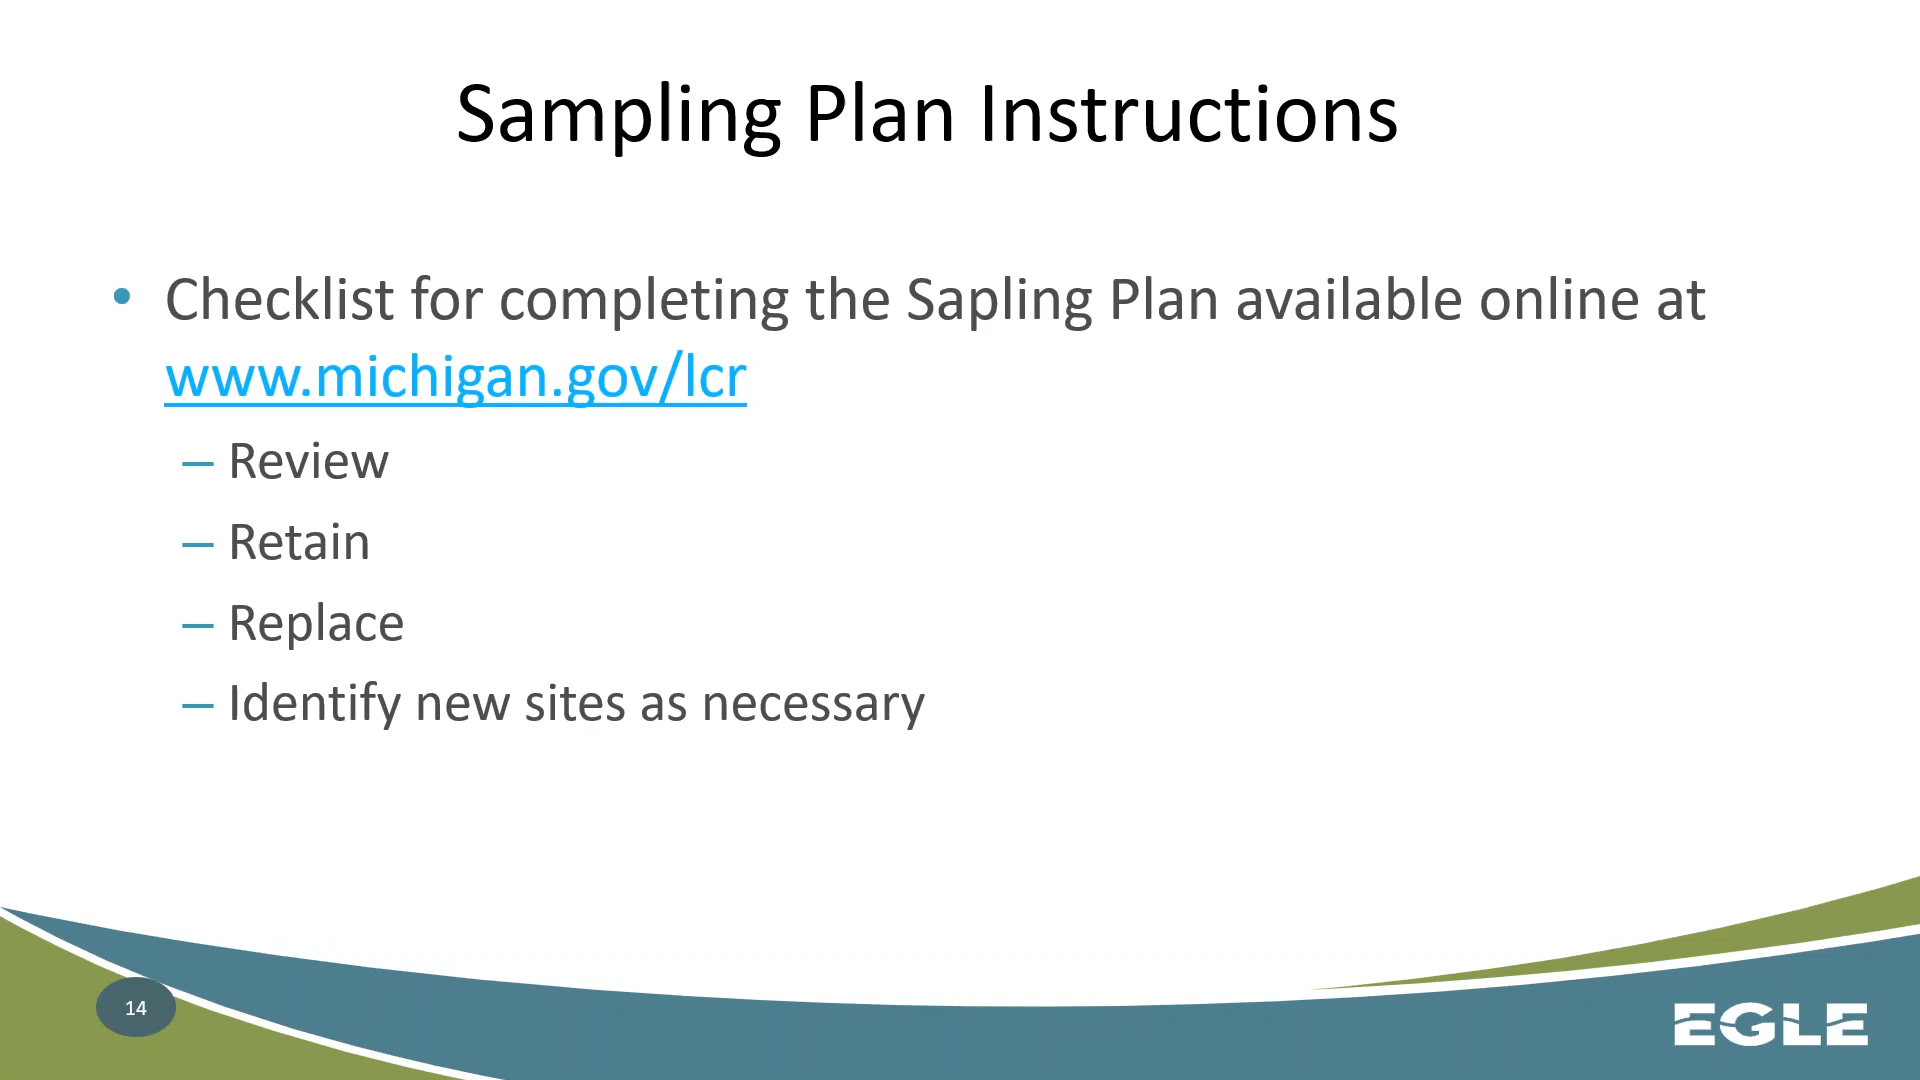 Sampling Plan Instructions
• Checklist for completing the Sapling Plan available online at
www.michigan.gov/lcr
– Review
– Retain
– Replace
– Identify new sites as necessary
14
EGLE